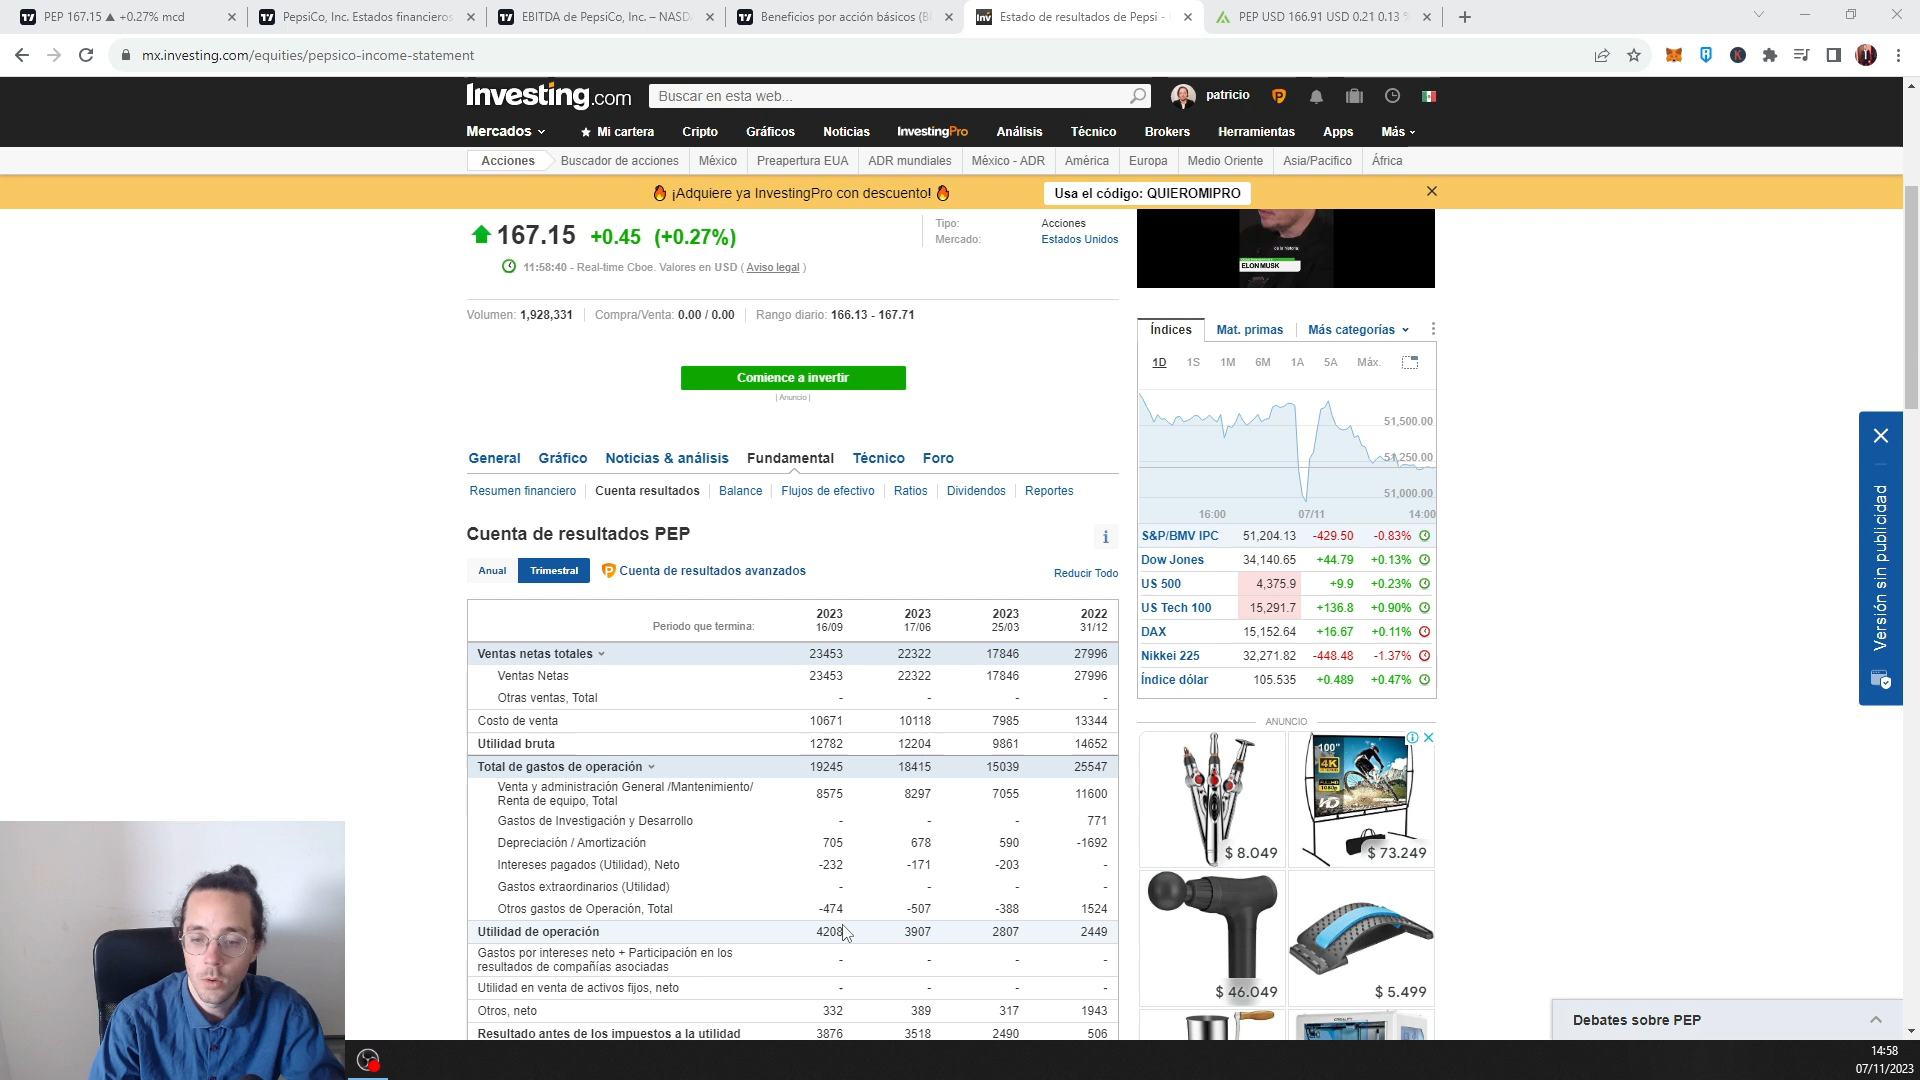 PEP 167.15 ▲ +0.27% mcd
PepsiCo, Inc. Estados financieros
EBITDA de PepsiCo, Inc. – NASD
Beneficios por acción básicos (B
Estado de resultados de Pepsi -
PEP USD 166.91 USD 0.21 0.13 %
mx.investing.com/equities/pepsico-income-statement
Investing.com
Buscar en esta web...
patricio
Mercados
Mi cartera
Cripto
Gráficos
Noticias
InvestingPro
Análisis
Técnico
Brokers
Herramientas
Apps
Más
Acciones
Buscador de acciones
México
Preapertura EUA
ADR mundiales
México - ADR
América
Europa
Medio Oriente
Asia/Pacifico
África
¡Adquiere ya InvestingPro con descuento!
Usa el código: QUIEROMIPRO
167.15 +0.45 (+0.27%)
11:58:40 - Real-time Cboe. Valores en USD ( Aviso legal )
Tipo: Acciones
Mercado: Estados Unidos
ELON MUSK
Volumen: 1,928,331
Compra/Venta: 0.00 / 0.00
Rango diario: 166.13 - 167.71
Comience a invertir
| Anuncio |
General
Gráfico
Noticias & análisis
Fundamental
Técnico
Foro
Resumen financiero
Cuenta resultados
Balance
Flujos de efectivo
Ratios
Dividendos
Reportes
Cuenta de resultados PEP
Anual
Trimestral
Cuenta de resultados avanzados
Reducir Todo
Periodo que termina: 2023 16/09 2023 17/06 2023 25/03 2022 31/12
Ventas netas totales 23453 22322 17846 27996
Ventas Netas 23453 22322 17846 27996
Otras ventas, Total - - - -
Costo de venta 10671 10118 7985 13344
Utilidad bruta 12782 12204 9861 14652
Total de gastos de operación 19245 18415 15039 25547
Venta y administración General /Mantenimiento/
Renta de equipo, Total 8575 8297 7055 11600
Gastos de Investigación y Desarrollo - - - 771
Depreciación / Amortización 705 678 590 -1692
Intereses pagados (Utilidad), Neto -232 -171 -203 -
Gastos extraordinarios (Utilidad) - - - -
Otros gastos de Operación, Total -474 -507 -388 1524
Utilidad de operación 4208 3907 2807 2449
Gastos por intereses neto + Participación en los
resultados de compañías asociadas - - - -
Utilidad en venta de activos fijos, neto - - - -
Otros, neto 332 389 317 1943
Resultado antes de los impuestos a la utilidad 3876 3518 2490 506
Índices
Mat. primas
Más categorías
1D 1S 1M 6M 1A 5A Máx.
51,500.00
51,250.00
51,000.00
16:00 07/11 14:00
S&P/BMV IPC 51,204.13 -429.50 -0.83%
Dow Jones 34,140.65 +44.79 +0.13%
US 500 4,375.9 +9.9 +0.23%
US Tech 100 15,291.7 +136.8 +0.90%
DAX 15,152.64 +16.67 +0.11%
Nikkei 225 32,271.82 -448.48 -1.37%
Índice dólar 105.535 +0.489 +0.47%
ANUNCIO
$ 8.049
100"
4K
1080p
HD
$ 73.249
$ 46.049
$ 5.499
Versión sin publicidad
Debates sobre PEP
14:58
07/11/2023